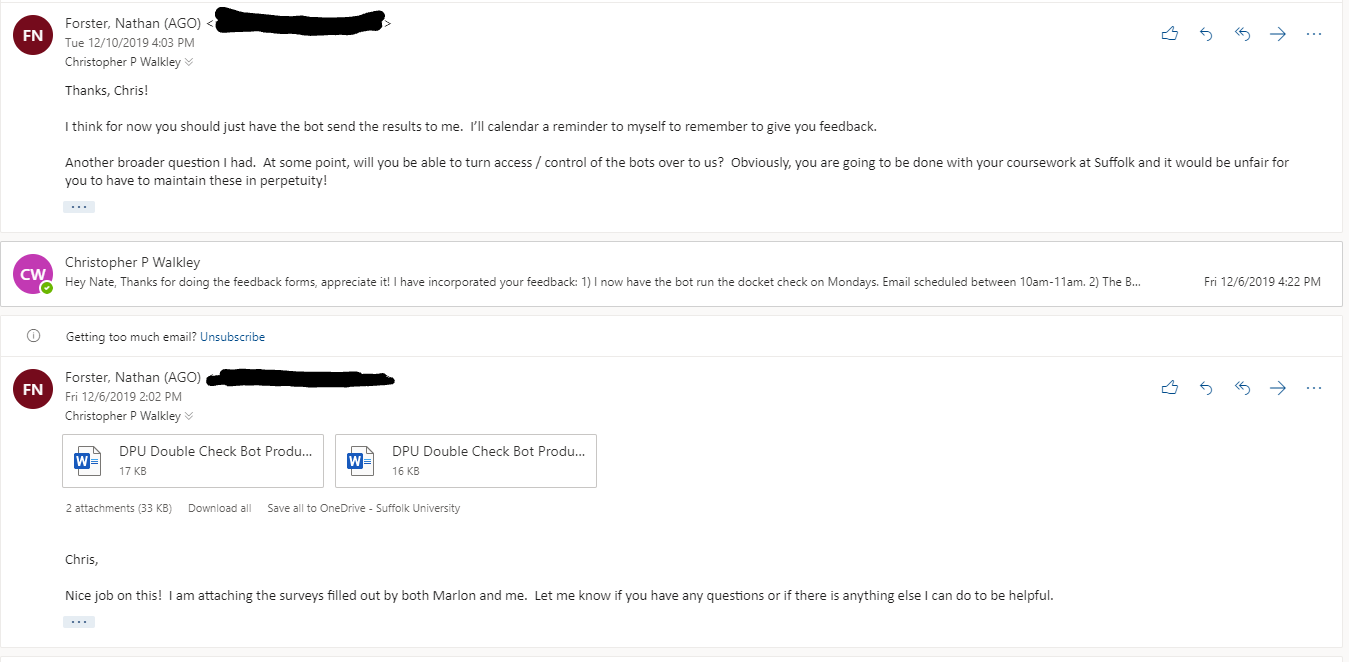 FN
Forster, Nathan (AGO) < >
Tue 12/10/2019 4:03 PM
Christopher P Walkley
Thanks, Chris!
I think for now you should just have the bot send the results to me.  I'll calendar a reminder to myself to remember to give you feedback.
Another broader question I had.  At some point, will you be able to turn access / control of the bots over to us?  Obviously, you are going to be done with your coursework at Suffolk and it would be unfair for
you to have to maintain these in perpetuity!
...
CW
Christopher P Walkley
Hey Nate, Thanks for doing the feedback forms, appreciate it! I have incorporated your feedback: 1) I now have the bot run the docket check on Mondays. Email scheduled between 10am-11am. 2) The B...
Fri 12/6/2019 4:22 PM
Getting too much email? Unsubscribe
FN
Forster, Nathan (AGO)
Fri 12/6/2019 2:02 PM
Christopher P Walkley
W DPU Double Check Bot Produ...
17 KB
W DPU Double Check Bot Produ...
16 KB
2 attachments (33 KB) Download all Save all to OneDrive - Suffolk University
Chris,
Nice job on this!  I am attaching the surveys filled out by both Marlon and me.  Let me know if you have any questions or if there is anything else I can do to be helpful.
...